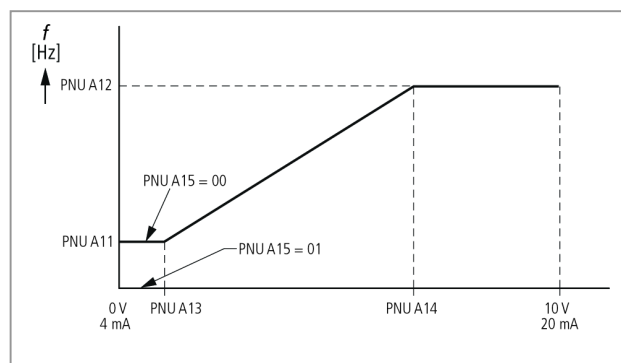 f
[Hz]
PNU A12
PNU A15 = 00
PNU A11
PNU A15 = 01
0 V PNU A13 PNU A14 10 V
4 mA 20 mA